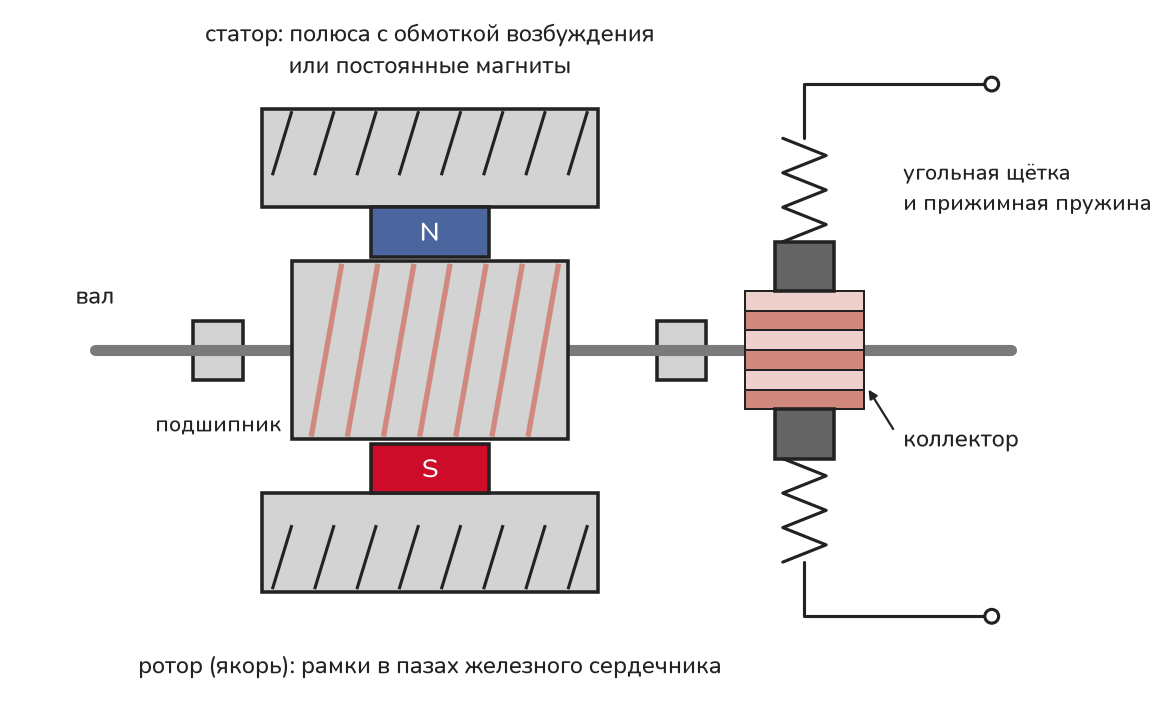 статор: полюса с обмоткой возбуждения
или постоянные магниты
угольная щётка
и прижимная пружина
N
вал
подшипник
коллектор
S
ротор (якорь): рамки в пазах железного сердечника